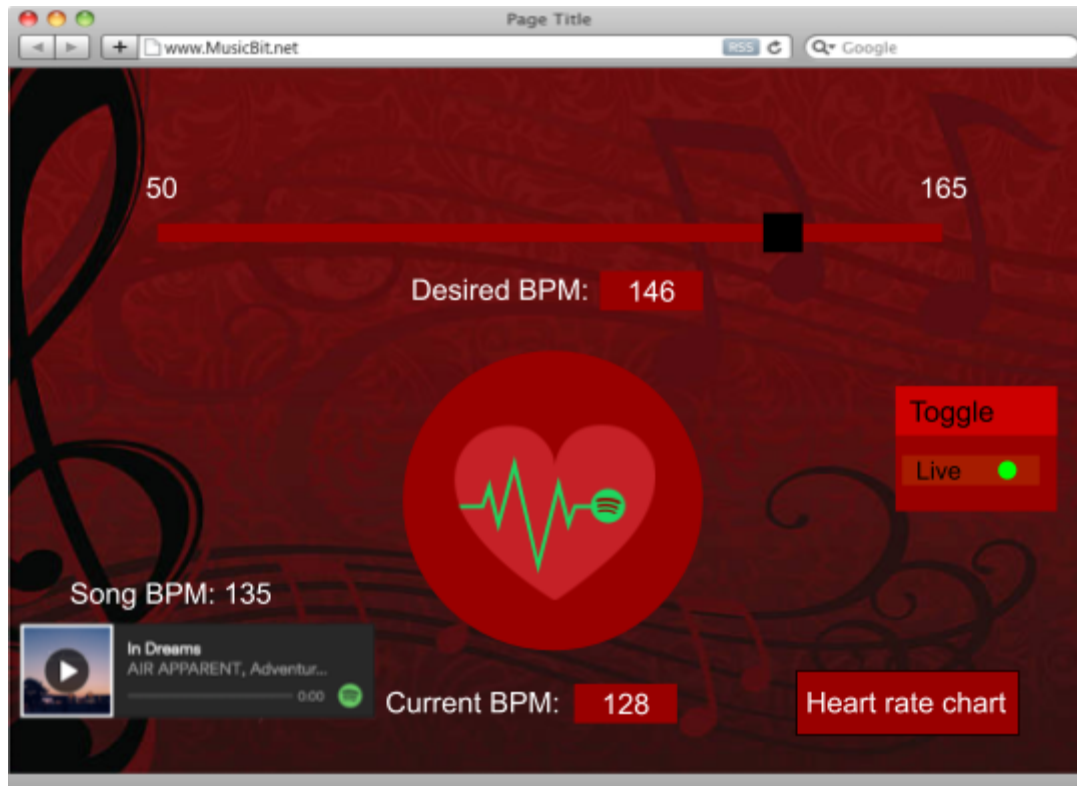 Page Title
www.MusicBit.net
RSS
Google
50
165
Desired BPM: 146
Toggle
Live
Song BPM: 135
In Dreams
AIR APPARENT, Adventur...
0:00
Current BPM: 128
Heart rate chart